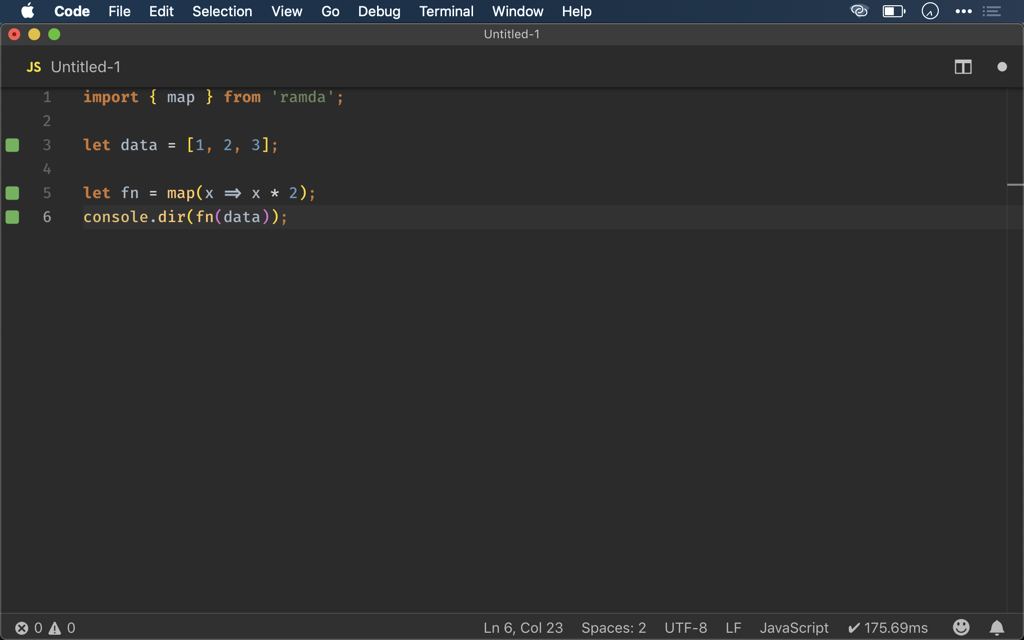 Code File Edit Selection View Go Debug Terminal Window Help
Untitled-1
JS Untitled-1
1 import { map } from 'ramda';
2
3 let data = [1, 2, 3];
4
5 let fn = map(x => x * 2);
6 console.dir(fn(data));
0 0 Ln 6, Col 23 Spaces: 2 UTF-8 LF JavaScript ✔ 175.69ms